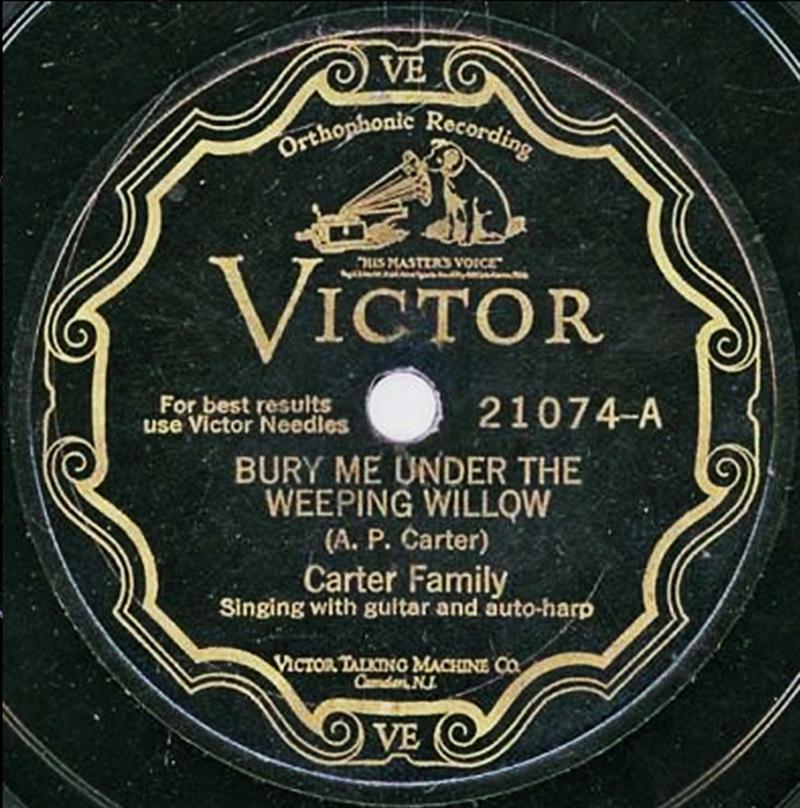 VE
Orthophonic Recording
"HIS MASTER'S VOICE"
VICTOR
For best results
use Victor Needles
21074-A
BURY ME UNDER THE
WEEPING WILLOW
(A. P. Carter)
Carter Family
Singing with guitar and auto-harp
VICTOR TALKING MACHINE CO.
Camden, N.J.
VE